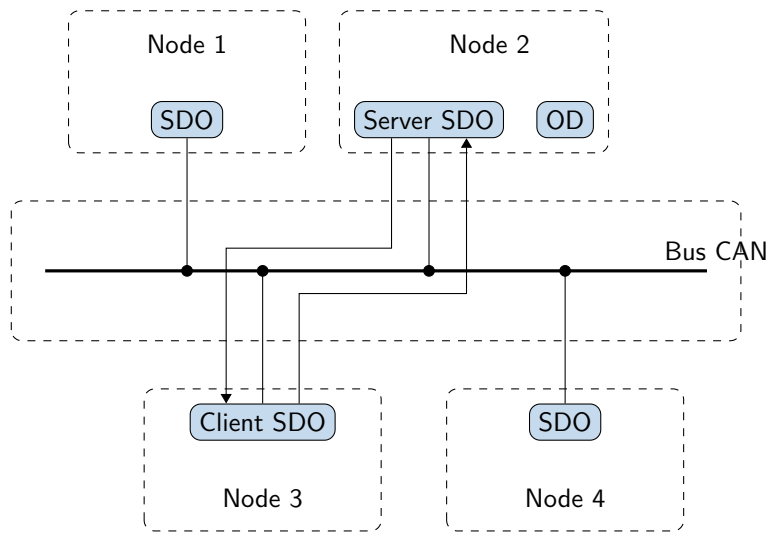 Node 1
Node 2
SDO
Server SDO
OD
Bus CAN
Client SDO
SDO
Node 3
Node 4